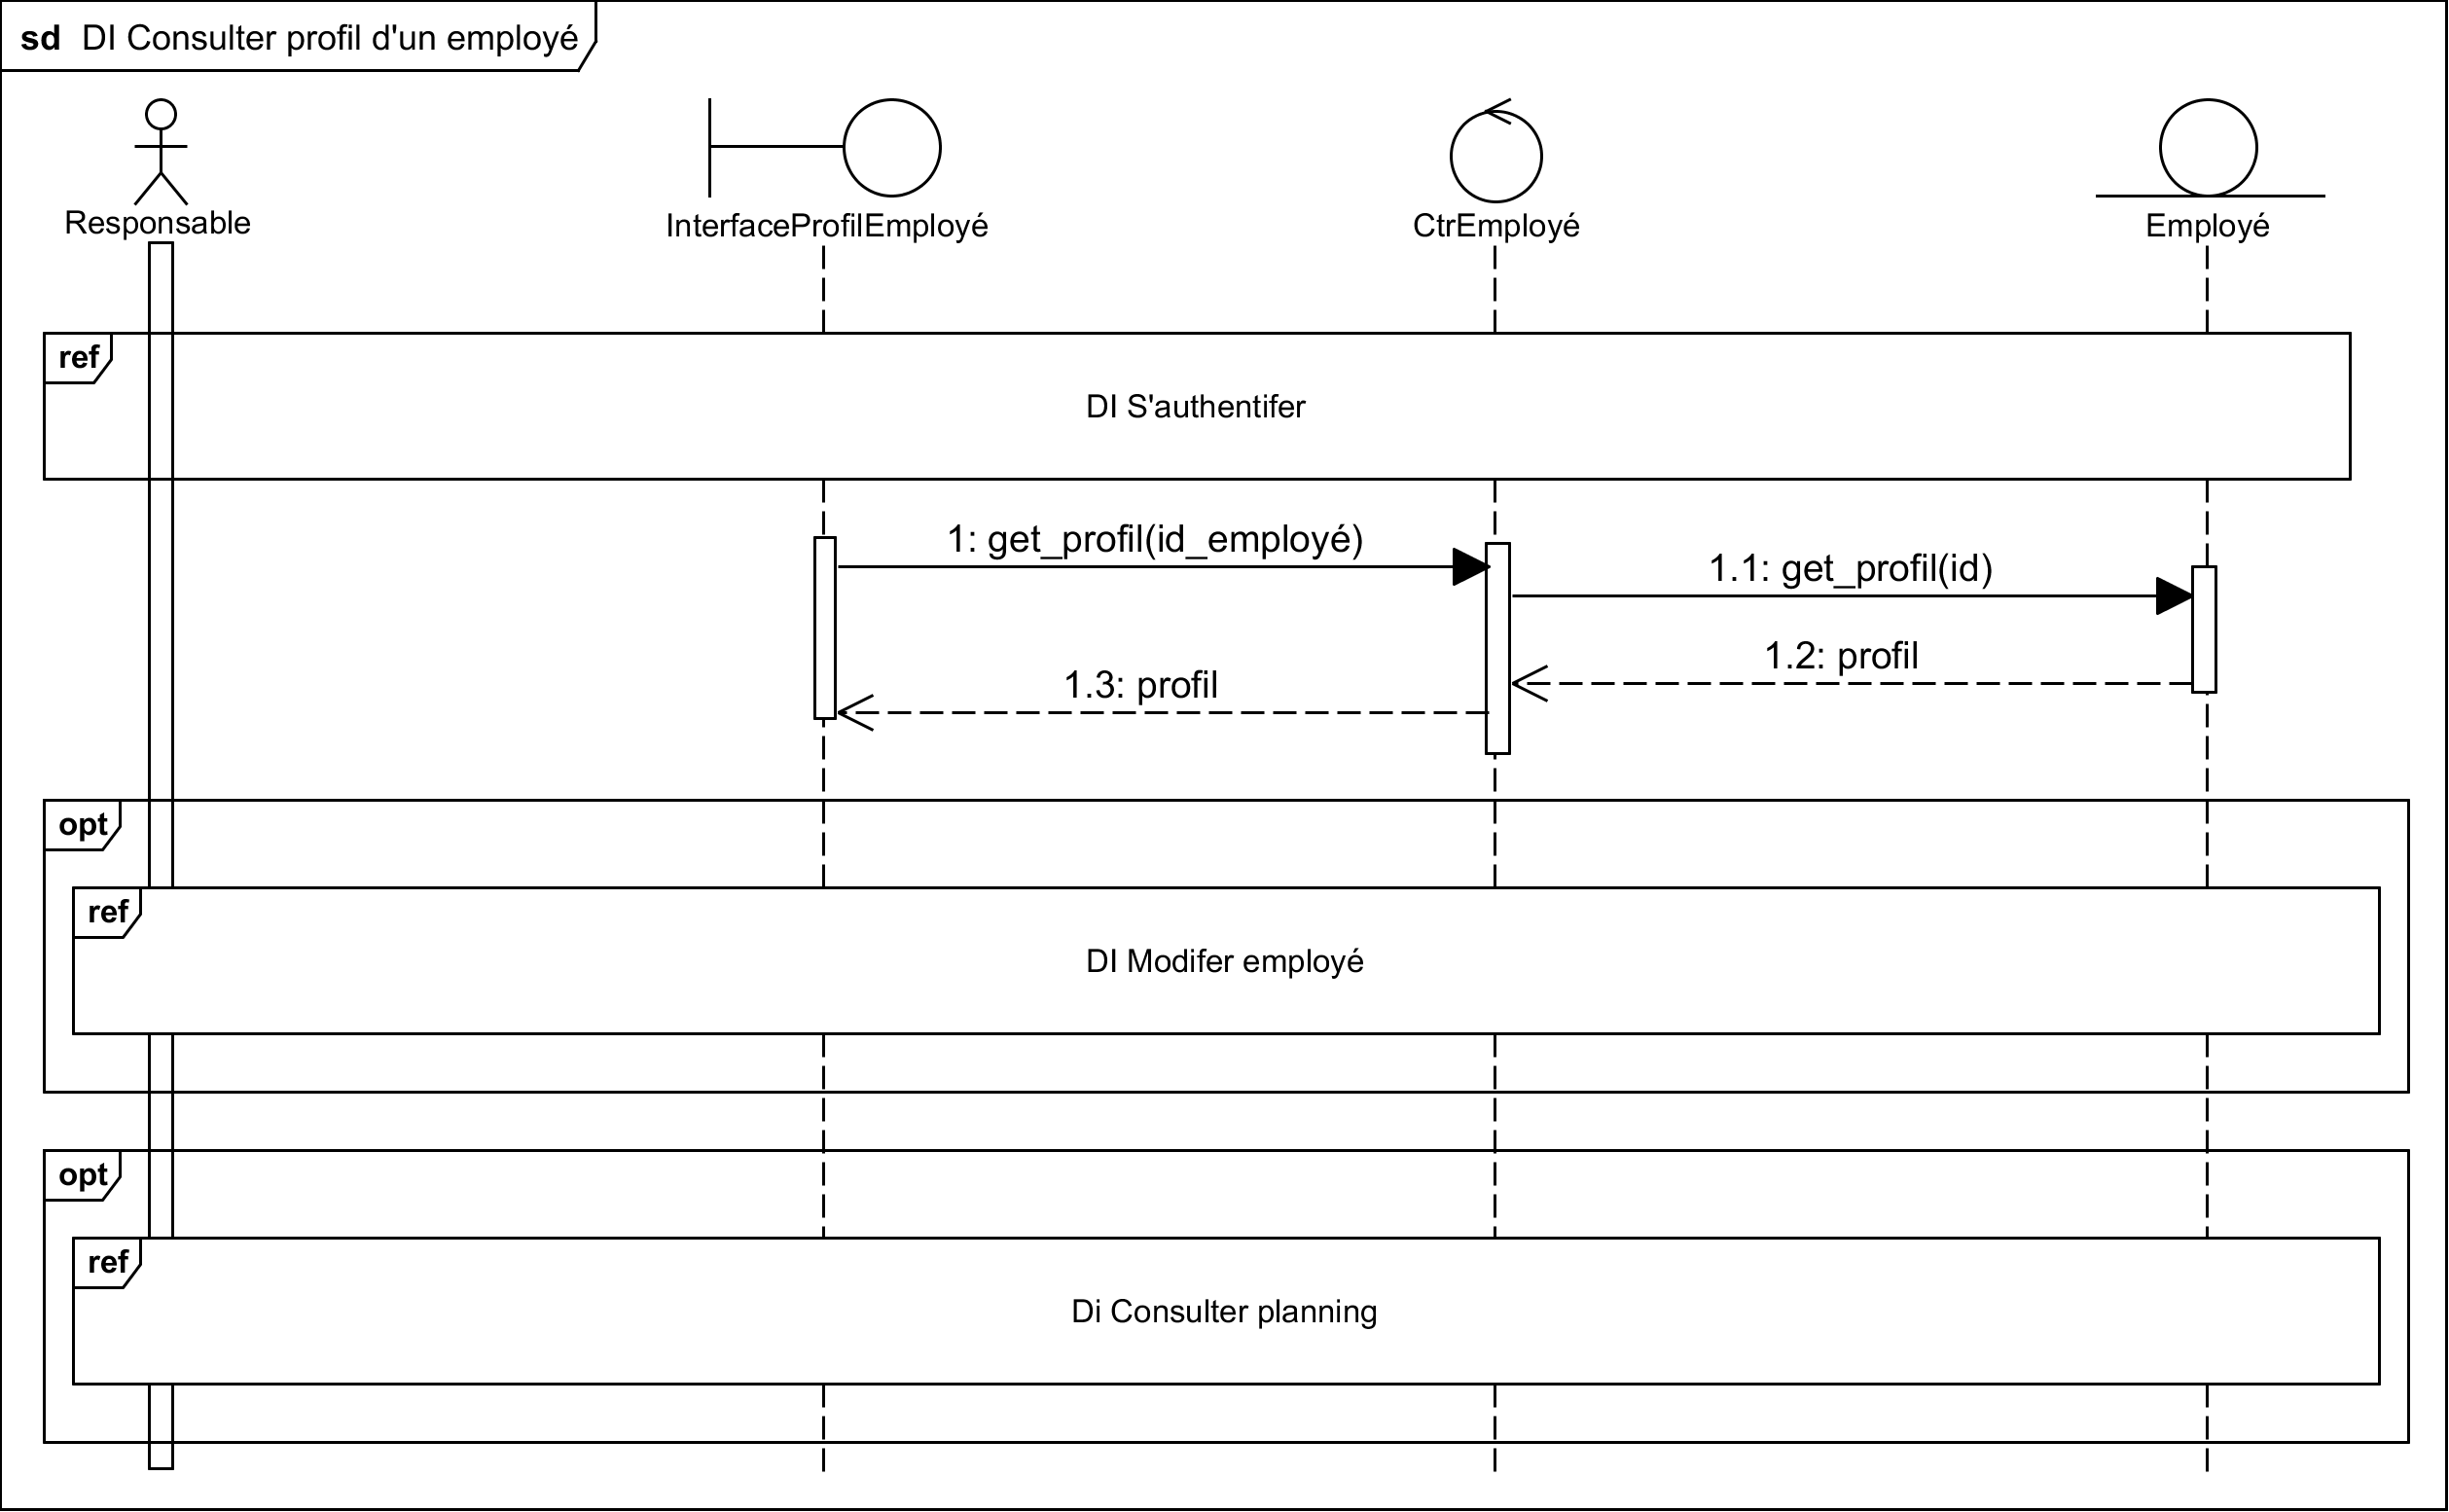 sd DI Consulter profil d'un employé
Responsable
InterfaceProfilEmployé
CtrEmployé
Employé
ref
DI S'authentifer
1: get_profil(id_employé)
1.1: get_profil(id)
1.2: profil
1.3: profil
opt
ref
DI Modifer employé
opt
ref
Di Consulter planning